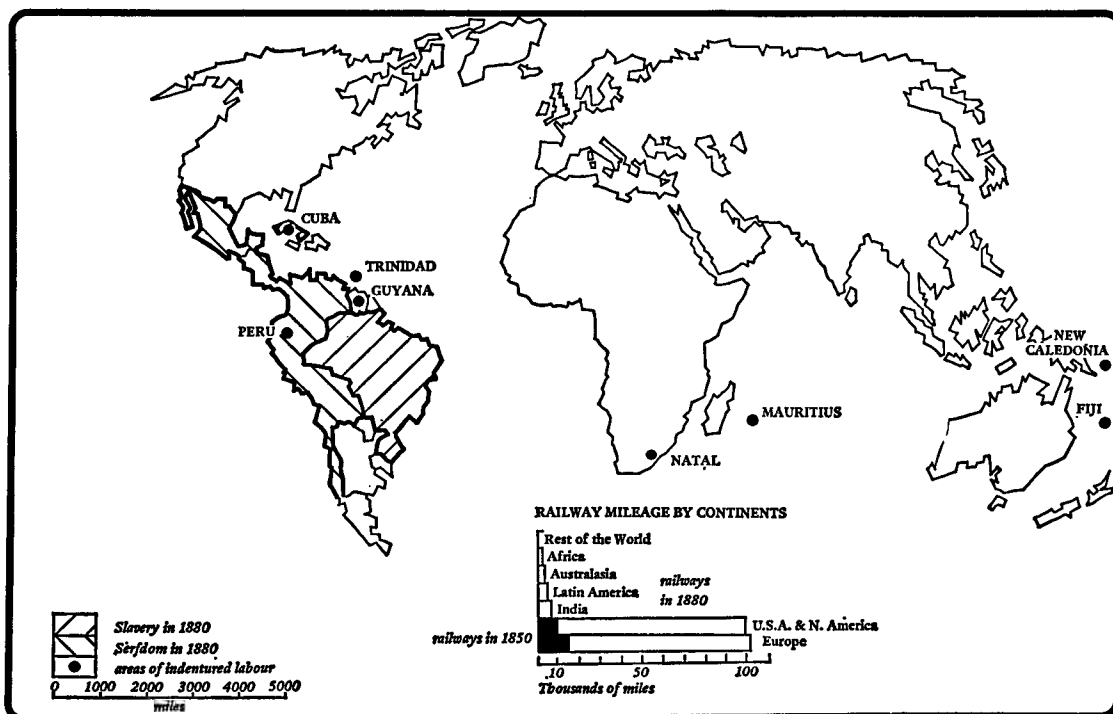 CUBA
TRINIDAD
GUYANA
PERU
NEW
CALEDONIA
MAURITIUS
FIJI
NATAL
RAILWAY MILEAGE BY CONTINENTS
Rest of the World
Africa
Australasia
railways
Latin America
in 1880
India
U.S.A. & N. America
railways in 1850
Europe
10 50 100
Thousands of miles
Slavery in 1880
Serfdom in 1880
areas of indentured labour
0 1000 2000 3000 4000 5000
miles